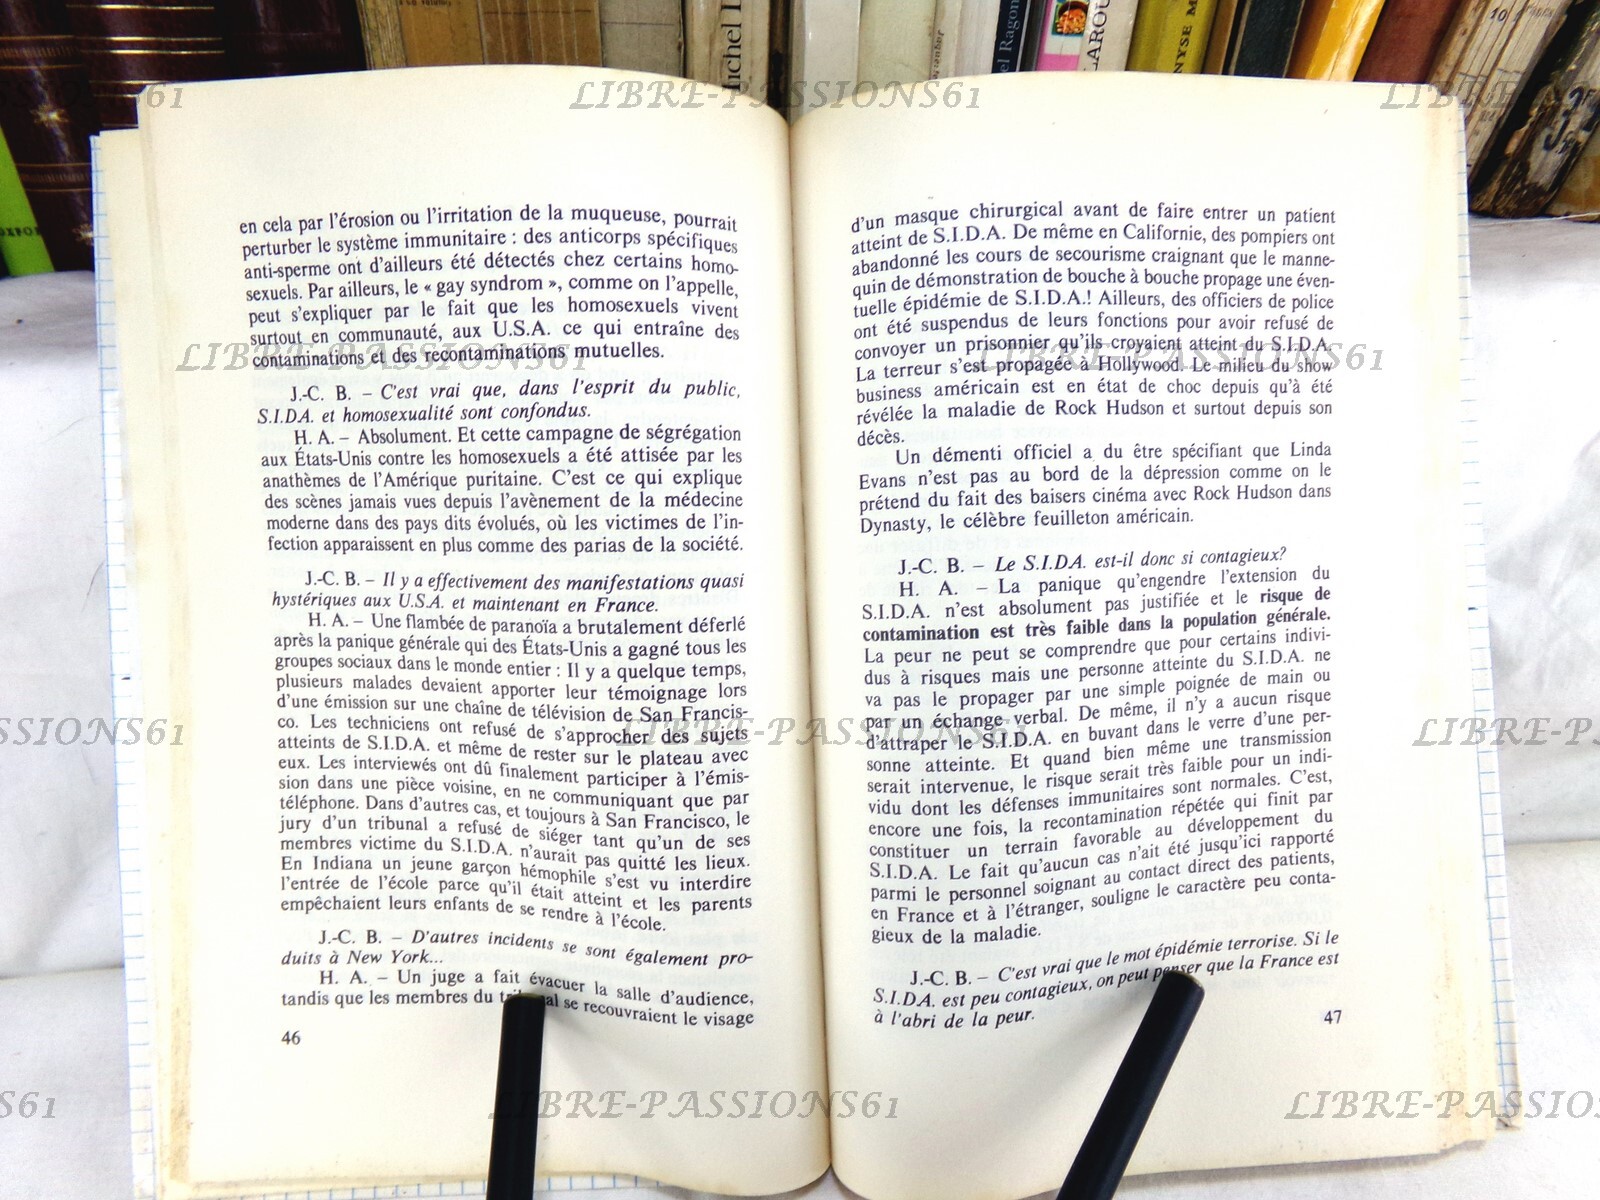 en cela par l'érosion ou l'irritation de la muqueuse, pourrait
perturber le système immunitaire : des anticorps spécifiques
anti-sperme ont d'ailleurs été détectés chez certains homo-
sexuels. Par ailleurs, le « gay syndrom », comme on l'appelle,
peut s'expliquer par le fait que les homosexuels vivent
surtout en communauté, aux U.S.A. ce qui entraîne des
contaminations et des recontaminations mutuelles.
J.-C. B. – C'est vrai que, dans l'esprit du public,
S.I.D.A. et homosexualité sont confondus.
H. A. – Absolument. Et cette campagne de ségrégation
aux États-Unis contre les homosexuels a été attisée par les
anathèmes de l'Amérique puritaine. C'est ce qui explique
des scènes jamais vues depuis l'avènement de la médecine
moderne dans des pays dits évolués, où les victimes de l'in-
fection apparaissent en plus comme des parias de la société.
J.-C. B. – Il y a effectivement des manifestations quasi
hystériques aux U.S.A. et maintenant en France.
H. A. – Une flambée de paranoïa a brutalement déferlé
après la panique générale qui des États-Unis a gagné tous les
groupes sociaux dans le monde entier : Il y a quelque temps,
plusieurs malades devaient apporter leur témoignage lors
d'une émission sur une chaîne de télévision de San Francis-
co. Les techniciens ont refusé de s'approcher des sujets
atteints de S.I.D.A. et même de rester sur le plateau avec
eux. Les interviewés ont dû finalement participer à l'émis-
sion dans une pièce voisine, en ne communiquant que par
téléphone. Dans d'autres cas, et toujours à San Francisco, le
jury d'un tribunal a refusé de siéger tant qu'un de ses
membres victime du S.I.D.A. n'aurait pas quitté les lieux.
En Indiana un jeune garçon hémophile s'est vu interdire
l'entrée de l'école parce qu'il était atteint et les parents
empêchaient leurs enfants de se rendre à l'école.
J.-C. B. – D'autres incidents se sont également pro-
duits à New York...
H. A. – Un juge a fait évacuer la salle d'audience,
tandis que les membres du tribunal se recouvraient le visage
46
d'un masque chirurgical avant de faire entrer un patient
atteint de S.I.D.A. De même en Californie, des pompiers ont
abandonné les cours de secourisme craignant que le manne-
quin de démonstration de bouche à bouche propage une éven-
tuelle épidémie de S.I.D.A.! Ailleurs, des officiers de police
ont été suspendus de leurs fonctions pour avoir refusé de
convoyer un prisonnier qu'ils croyaient atteint du S.I.D.A.
La terreur s'est propagée à Hollywood. Le milieu du show
business américain est en état de choc depuis qu'à été
révélée la maladie de Rock Hudson et surtout depuis son
décès.
Un démenti officiel a du être spécifiant que Linda
Evans n'est pas au bord de la dépression comme on le
prétend du fait des baisers cinéma avec Rock Hudson dans
Dynasty, le célèbre feuilleton américain.
J.-C. B. – Le S.I.D.A. est-il donc si contagieux?
H. A. – La panique qu'engendre l'extension du
S.I.D.A. n'est absolument pas justifiée et le risque de
contamination est très faible dans la population générale.
La peur ne peut se comprendre que pour certains indivi-
dus à risques mais une personne atteinte du S.I.D.A. ne
va pas le propager par une simple poignée de main ou
par un échange verbal. De même, il n'y a aucun risque
d'attraper le S.I.D.A. en buvant dans le verre d'une per-
sonne atteinte. Et quand bien même une transmission
serait intervenue, le risque serait très faible pour un indi-
vidu dont les défenses immunitaires sont normales. C'est,
encore une fois, la recontamination répétée qui finit par
constituer un terrain favorable au développement du
S.I.D.A. Le fait qu'aucun cas n'ait été jusqu'ici rapporté
parmi le personnel soignant au contact direct des patients,
en France et à l'étranger, souligne le caractère peu conta-
gieux de la maladie.
J.-C. B. – C'est vrai que le mot épidémie terrorise. Si le
S.I.D.A. est peu contagieux, on peut penser que la France est
à l'abri de la peur.
47
LIBRE-PASSIONS61
LIBRE-PASSIONS61
LIBRE-PASSIONS61
LIBRE-PASSIONS61
LIBRE-PASSIONS61
LIBRE-PASSIONS61